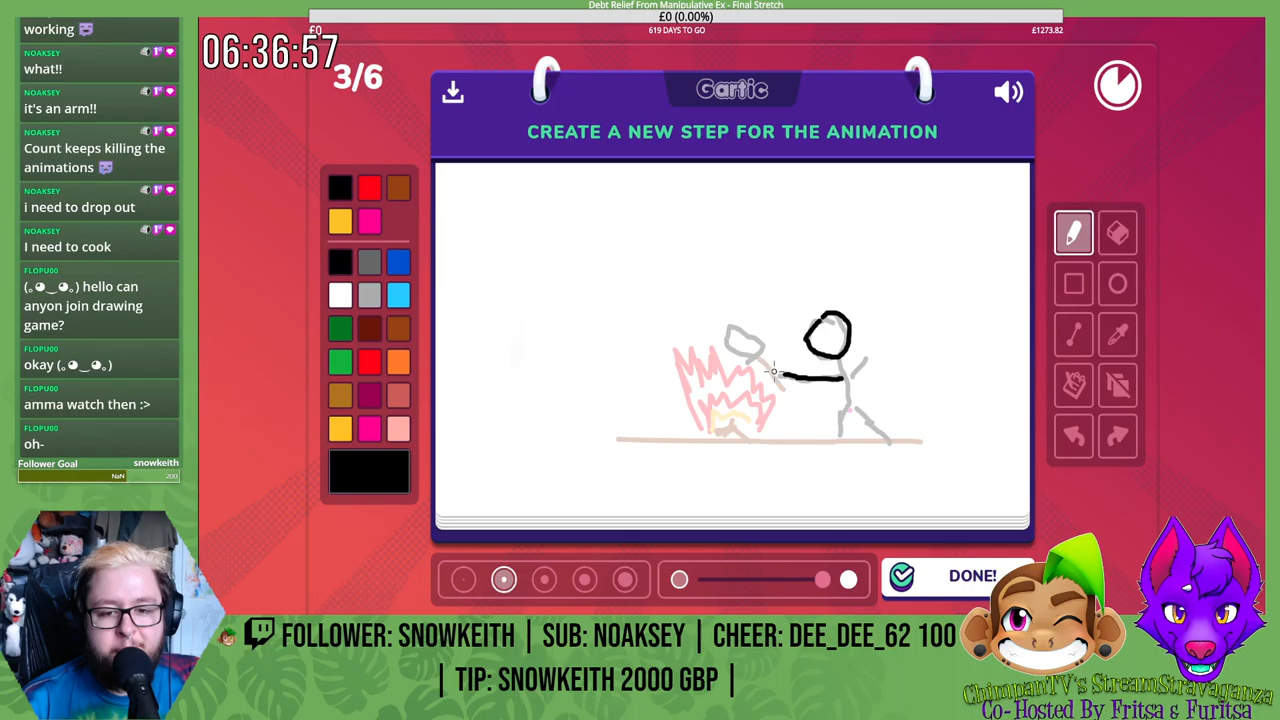 Debt Relief From Manipulative Ex - Final Stretch
£0 (0.00%)
£0
619 DAYS TO GO
£1273.82
06:36:57
3/6
Gartic
CREATE A NEW STEP FOR THE ANIMATION
working
NOAKSEY
what!!
NOAKSEY
it's an arm!!
NOAKSEY
Count keeps killing the
animations
NOAKSEY
i need to drop out
NOAKSEY
I need to cook
FLOPU00
(｡◕‿◕｡) hello can
anyon join drawing
game?
FLOPU00
okay (｡◕‿◕｡)
FLOPU00
amma watch then :>
FLOPU00
oh-
Follower Goal snowkeith
NaN 200
DONE!
FOLLOWER: SNOWKEITH | SUB: NOAKSEY | CHEER: DEE_DEE_62 100
| TIP: SNOWKEITH 2000 GBP |
ChimpanTV's StreamStravaganza
Co-Hosted By Fritsa & Furitsa